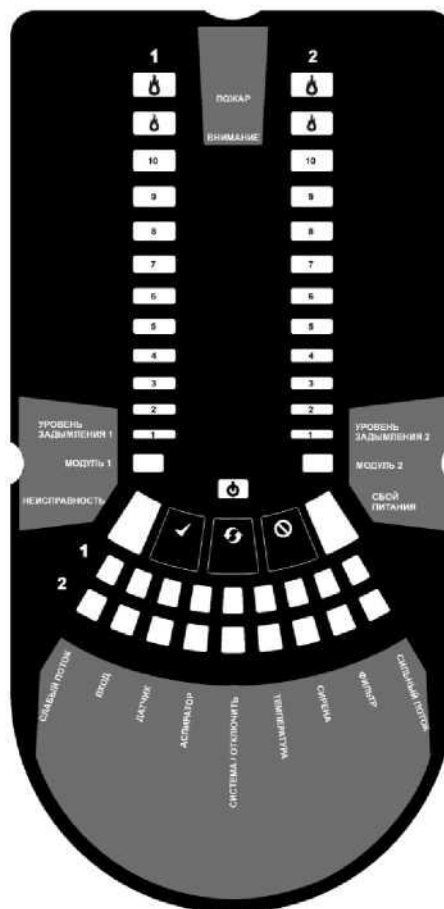 1 2
ПОЖАР
ВНИМАНИЕ
10 10
9 9
8 8
7 7
6 6
5 5
4 4
3 3
2 2
1 1
УРОВЕНЬ
ЗАДЫМЛЕНИЯ 1
УРОВЕНЬ
ЗАДЫМЛЕНИЯ 2
МОДУЛЬ 1
МОДУЛЬ 2
НЕИСПРАВНОСТЬ
СБОЙ
ПИТАНИЯ
1
2
СЛАБЫЙ ПОТОК
ВХОД
ДАТЧИК
АСПИРАТОР
СИСТЕМА / ОТКЛЮЧИТЬ
ТЕМПЕРАТУРА
СИРЕНА
ФИЛЬТР
СИЛЬНЫЙ ПОТОК